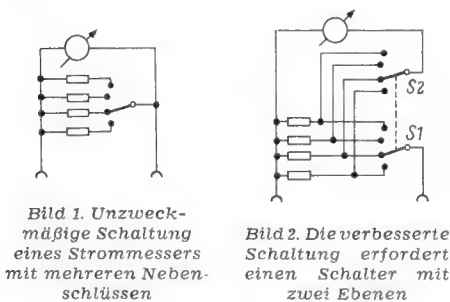 S2
S1
Bild 1. Unzweck-
mäßige Schaltung
eines Strommessers
mit mehreren Neben-
schlüssen
Bild 2. Die verbesserte
Schaltung erfordert
einen Schalter mit
zwei Ebenen